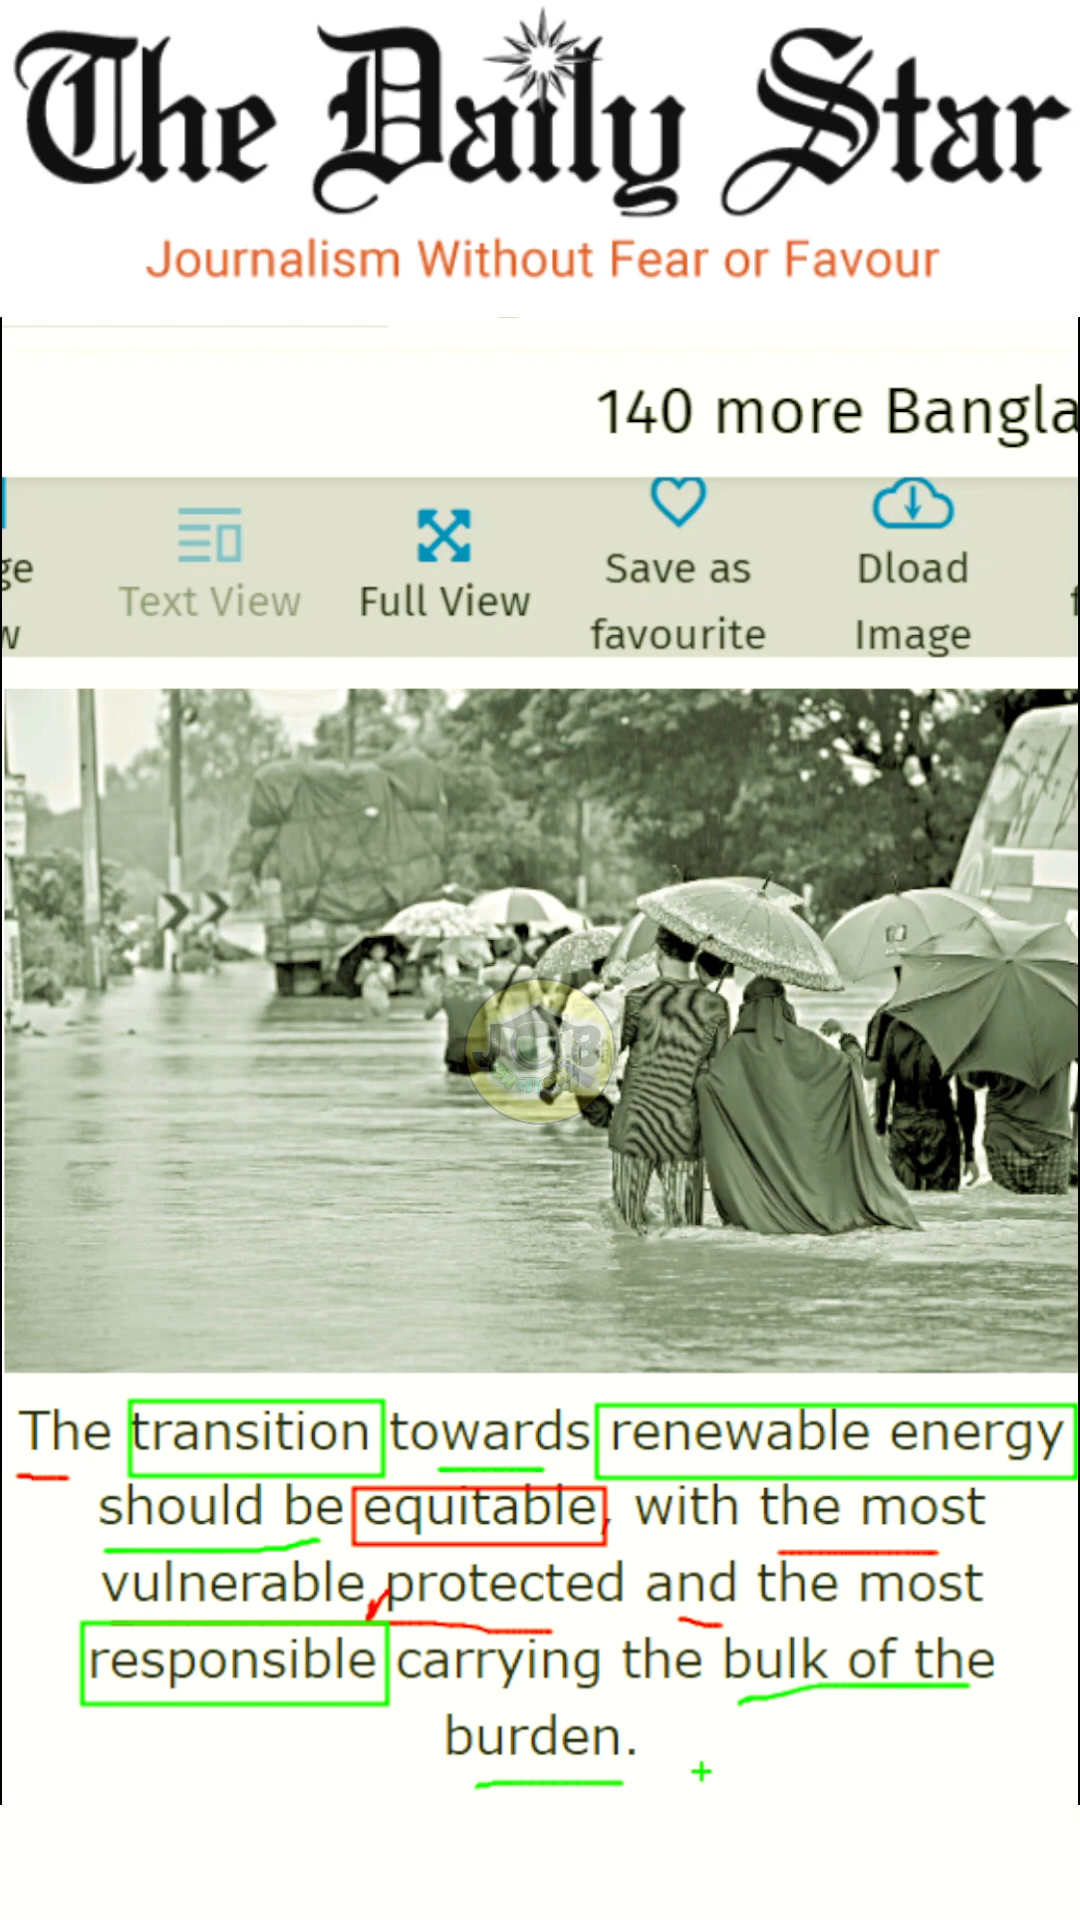 The Daily Star
Journalism Without Fear or Favour
140 more Bangla
ge
w
Text View
Full View
Save as
favourite
Dload
Image
JOB
The transition towards renewable energy
should be equitable, with the most
vulnerable protected and the most
responsible carrying the bulk of the
burden.